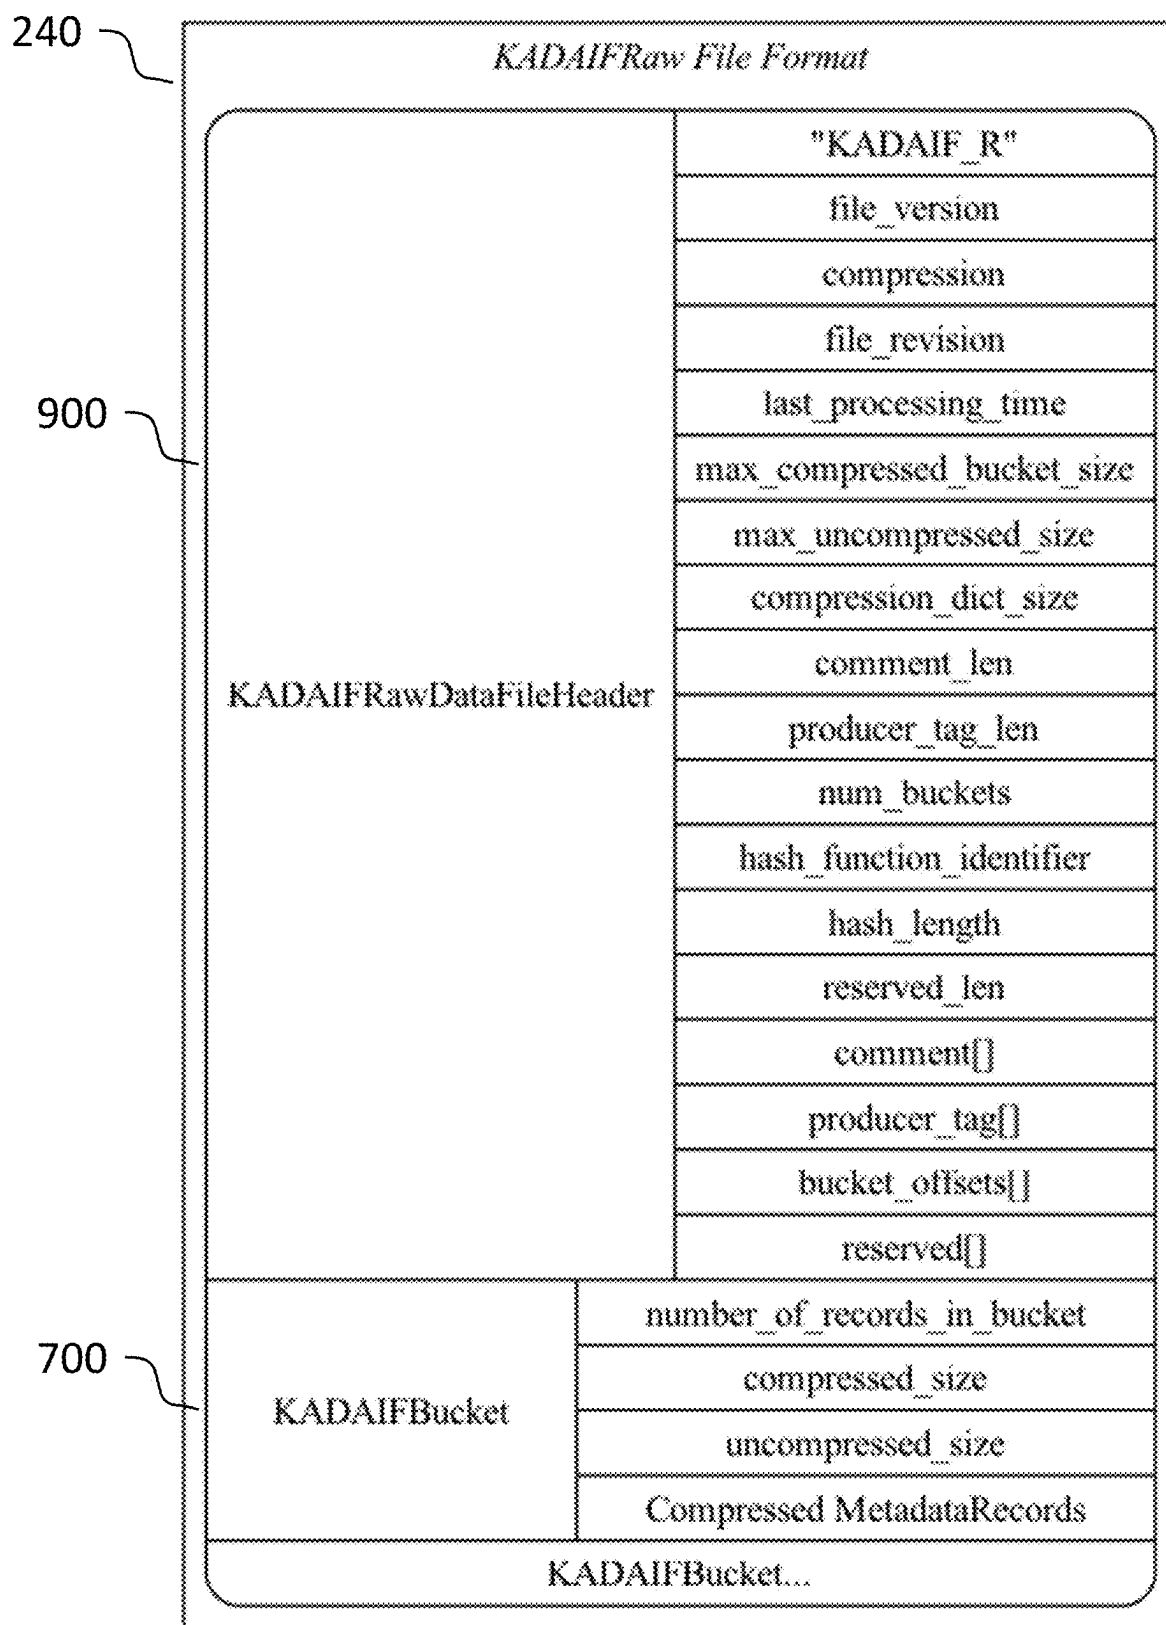 240
KADAIFRaw File Format
"KADAIF_R"
file_version
compression
file_revision
900
last_processing_time
max_compressed_bucket_size
max_uncompressed_size
compression_dict_size
comment_len
KADAIFRawDataFileHeader
producer_tag_len
num_buckets
hash_function_identifier
hash_length
reserved_len
comment[]
producer_tag[]
bucket_offsets[]
reserved[]
700
KADAIFBucket
number_of_records_in_bucket
compressed_size
uncompressed_size
Compressed MetadataRecords
KADAIFBucket...